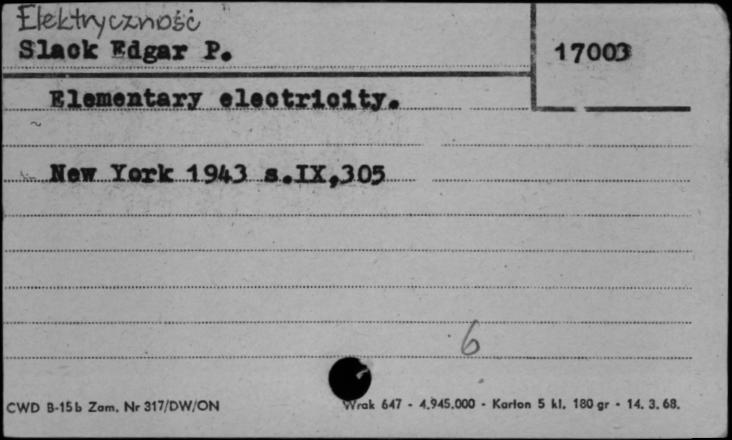 Elektryczność
Slack Edgar P.
17003
Elementary electricity.
New York 1943 s.IX,305
6
CWD B-15b Zam. Nr 317/DW/ON
Wrak 647 - 4.945.000 - Karton 5 kl. 180 gr - 14. 3. 68.